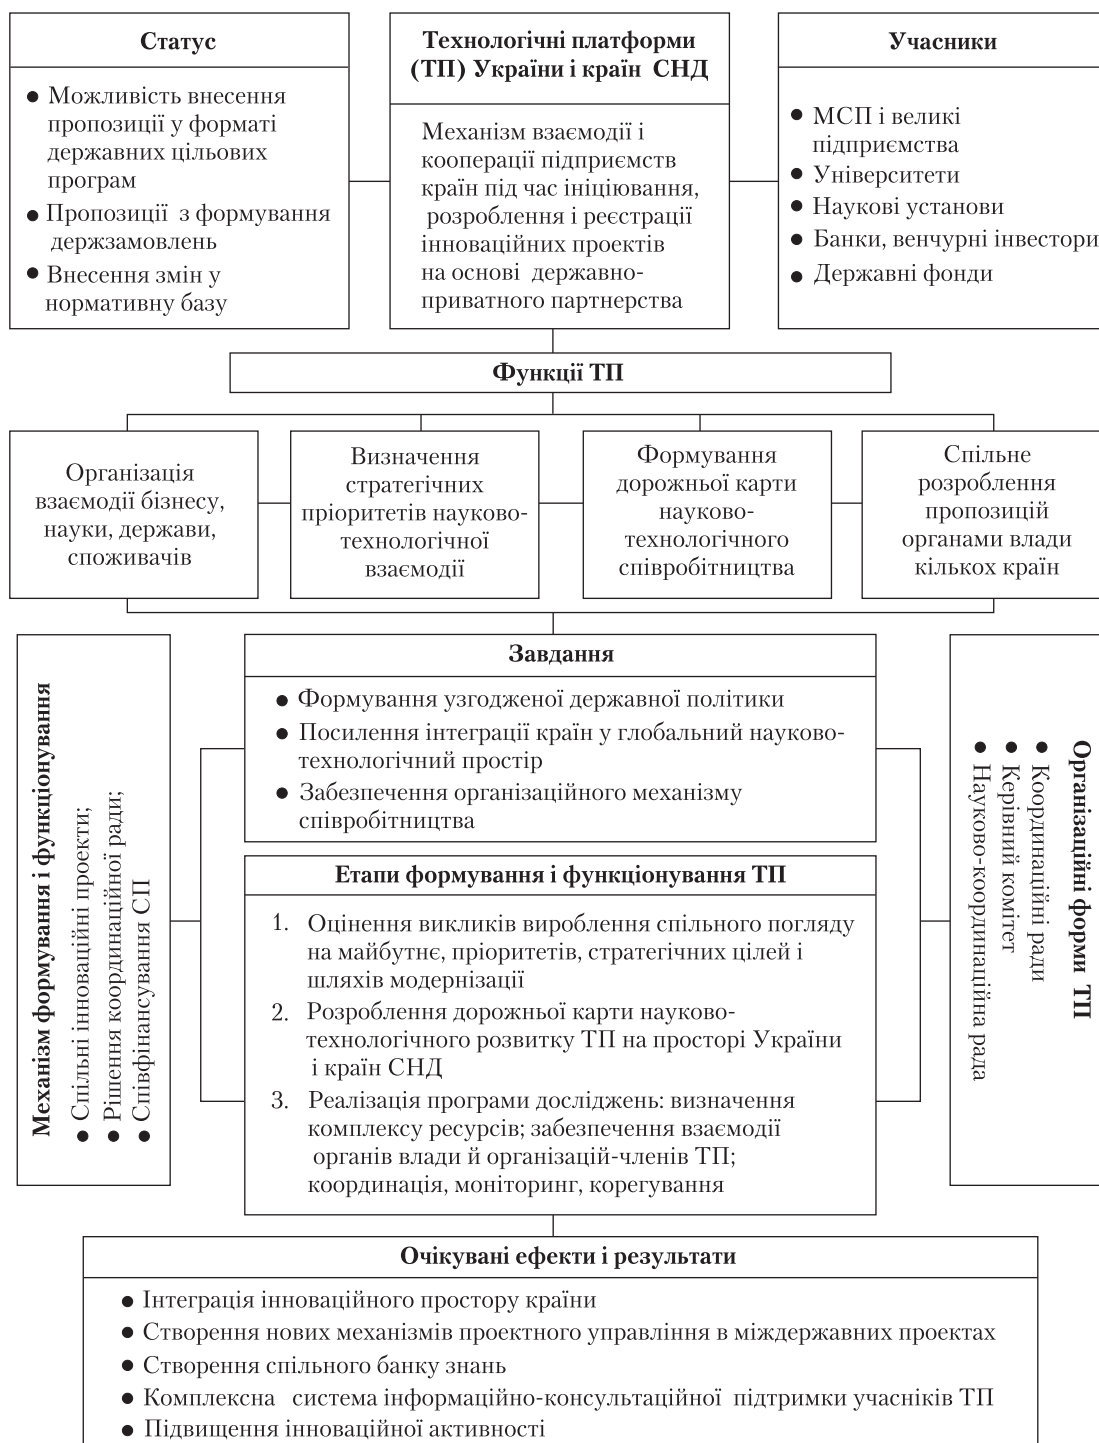 Статус
● Можливість внесення
пропозиції у форматі
державних цільових
програм
● Пропозиції з формування
держзамовлень
● Внесення змін у
нормативну базу
Технологічні платформи
(ТП) України і країн СНД
Механізм взаємодії і
кооперації підприємств
країн під час ініціювання,
розроблення і реєстрації
інноваційних проектів
на основі державно-
приватного партнерства
Учасники
● МСП і великі
підприємства
● Університети
● Наукові установи
● Банки, венчурні інвестори
● Державні фонди
Функції ТП
Організація
взаємодії бізнесу,
науки, держави,
споживачів
Визначення
стратегічних
пріоритетів науково-
технологічної
взаємодії
Формування
дорожньої карти
науково-
технологічного
співробітництва
Спільне
розроблення
пропозицій
органами влади
кількох країн
Механізм формування і функціонування
● Спільні інноваційні проекти;
● Рішення координаційної ради;
● Співфінансування СП
Завдання
● Формування узгодженої державної політики
● Посилення інтеграції країн у глобальний науково-
технологічний простір
● Забезпечення організаційного механізму
співробітництва
Етапи формування і функціонування ТП
1. Оцінення викликів вироблення спільного погляду
на майбутнє, пріоритетів, стратегічних цілей і
шляхів модернізації
2. Розроблення дорожньої карти науково-
технологічного розвитку ТП на просторі України
і країн СНД
3. Реалізація програми досліджень: визначення
комплексу ресурсів; забезпечення взаємодії
органів влади й організацій-членів ТП;
координація, моніторинг, корегування
Організаційні форми ТП
● Координаційні ради
● Керівний комітет
● Науково-координаційна рада
Очікувані ефекти і результати
● Інтеграція інноваційного простору країни
● Створення нових механізмів проектного управління в міждержавних проектах
● Створення спільного банку знань
● Комплексна система інформаційно-консультаційної підтримки учасників ТП
● Підвищення інноваційної активності